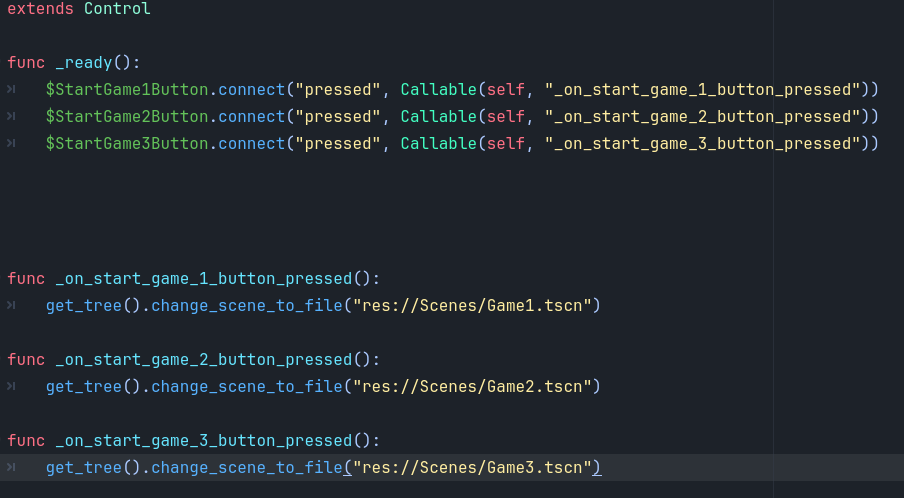 extends Control
func _ready():
$StartGame1Button.connect("pressed", Callable(self, "_on_start_game_1_button_pressed"))
$StartGame2Button.connect("pressed", Callable(self, "_on_start_game_2_button_pressed"))
$StartGame3Button.connect("pressed", Callable(self, "_on_start_game_3_button_pressed"))
func _on_start_game_1_button_pressed():
get_tree().change_scene_to_file("res://Scenes/Game1.tscn")
func _on_start_game_2_button_pressed():
get_tree().change_scene_to_file("res://Scenes/Game2.tscn")
func _on_start_game_3_button_pressed():
get_tree().change_scene_to_file("res://Scenes/Game3.tscn")